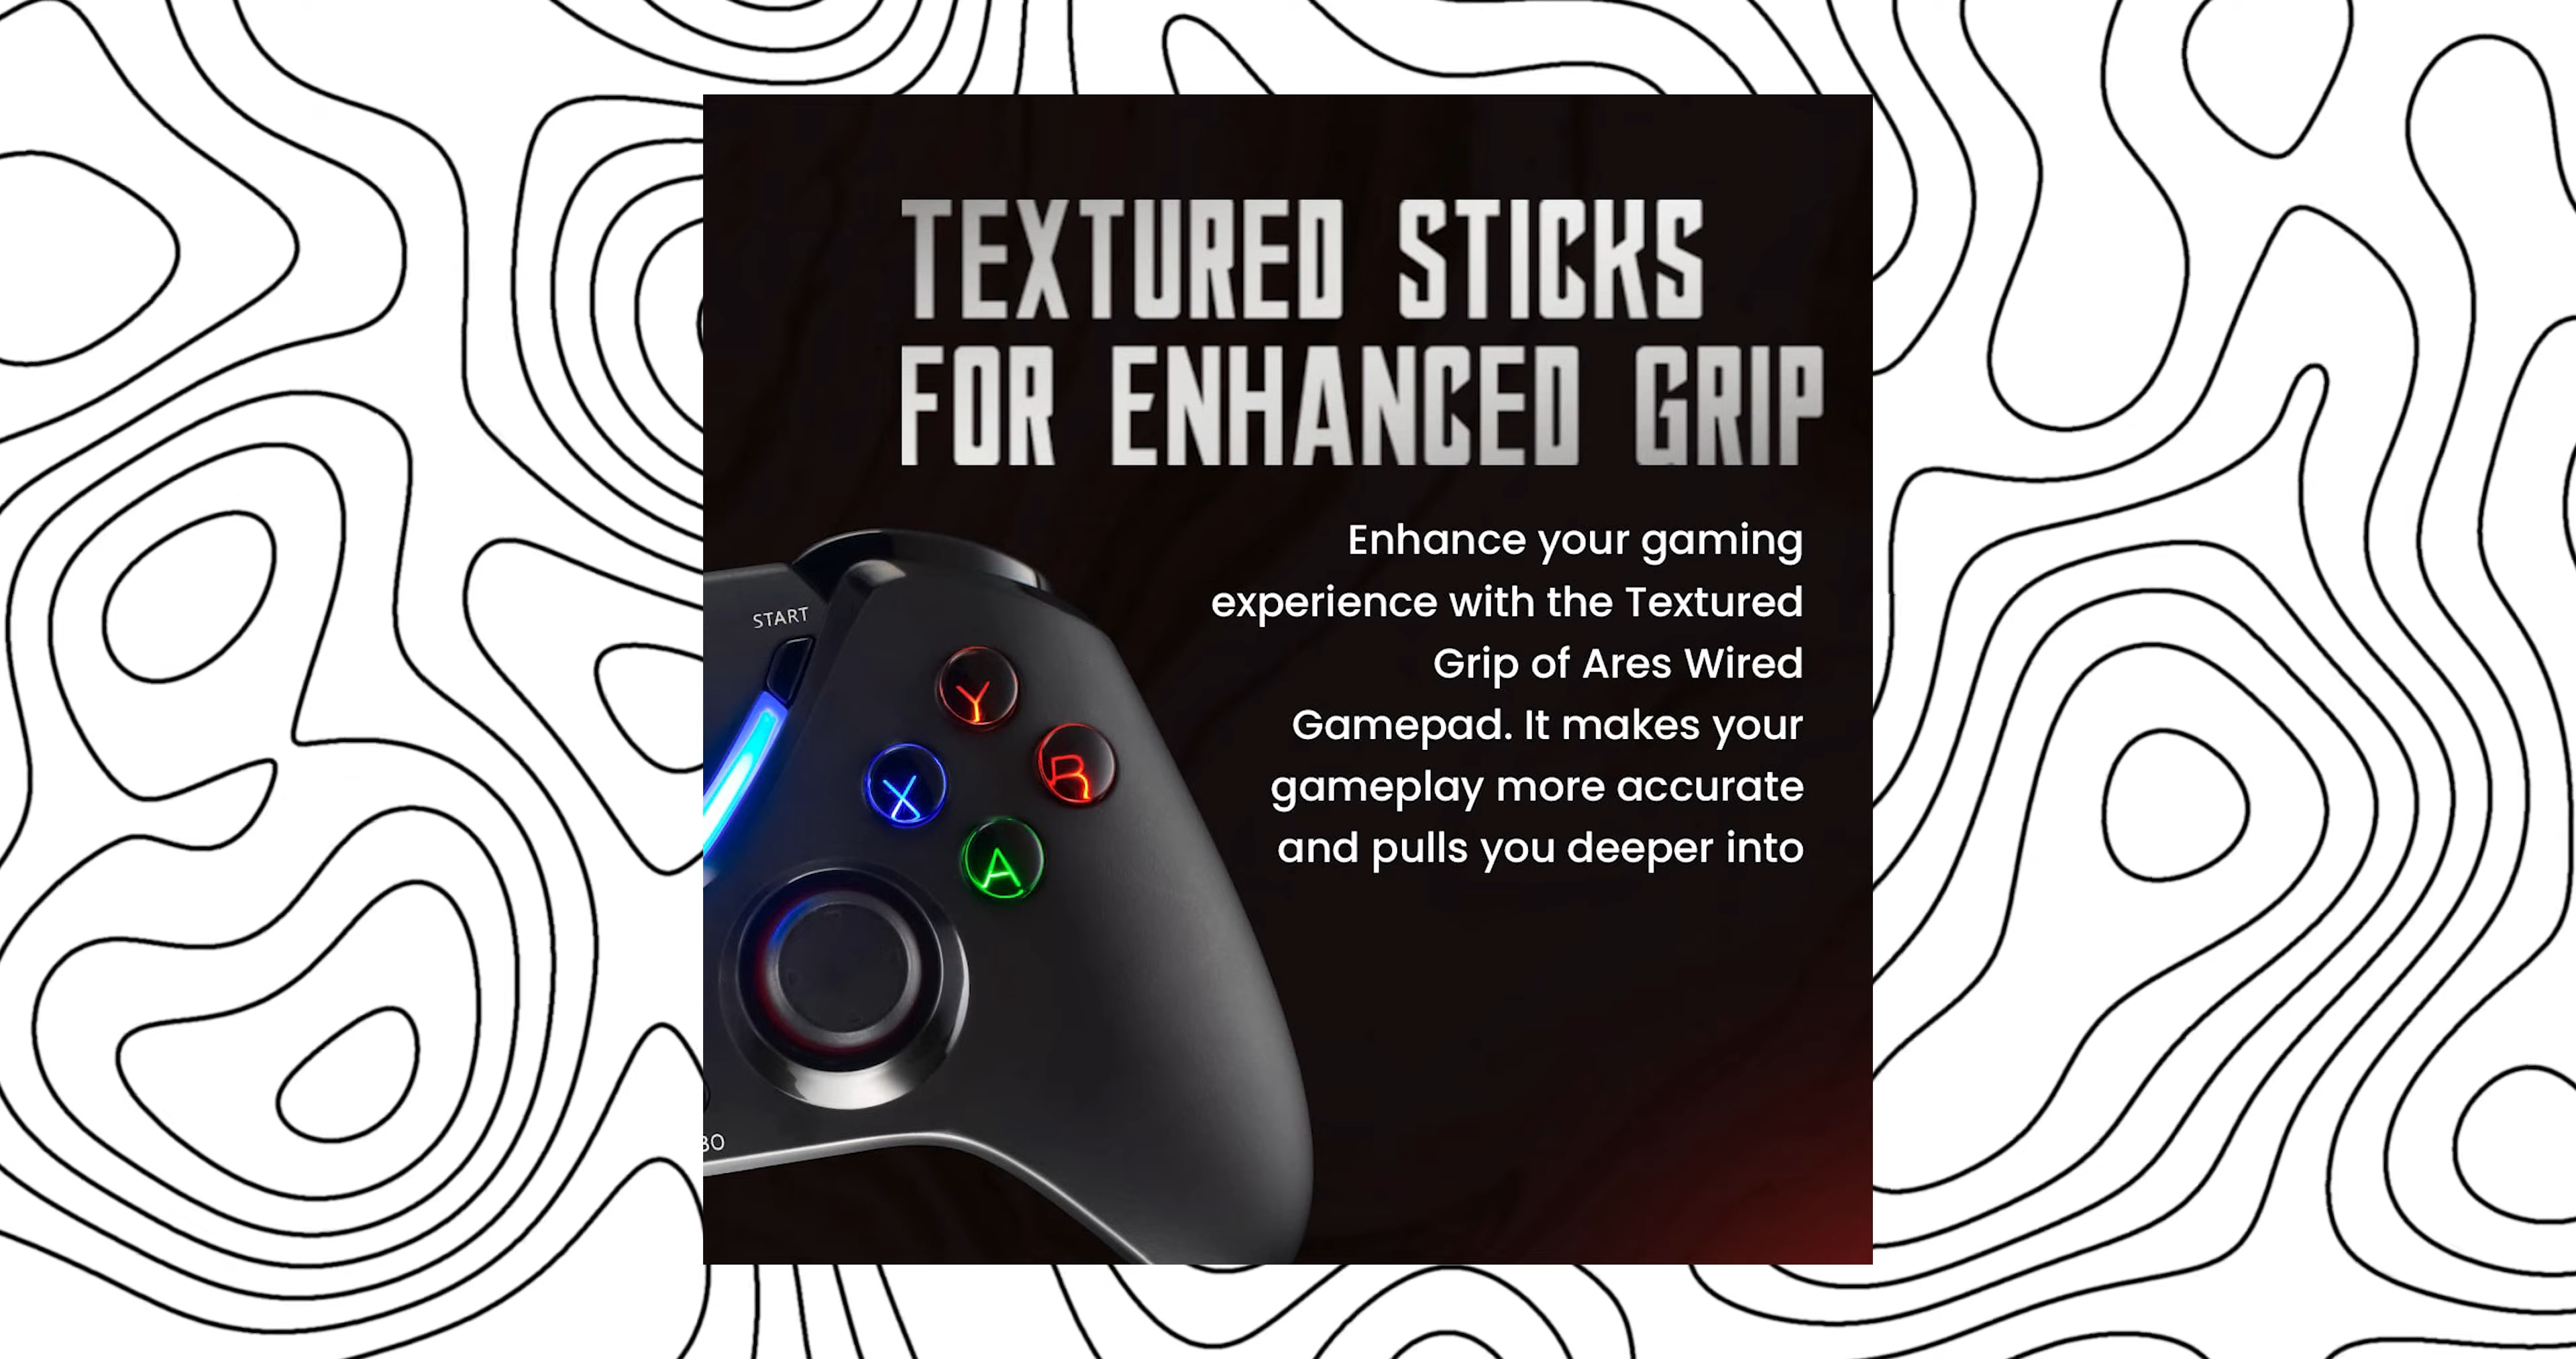 TEXTURED STICKS
FOR ENHANCED GRIP
Enhance your gaming
experience with the Textured
Grip of Ares Wired
Gamepad. It makes your
gameplay more accurate
and pulls you deeper into
START
Y
X
B
A
BO